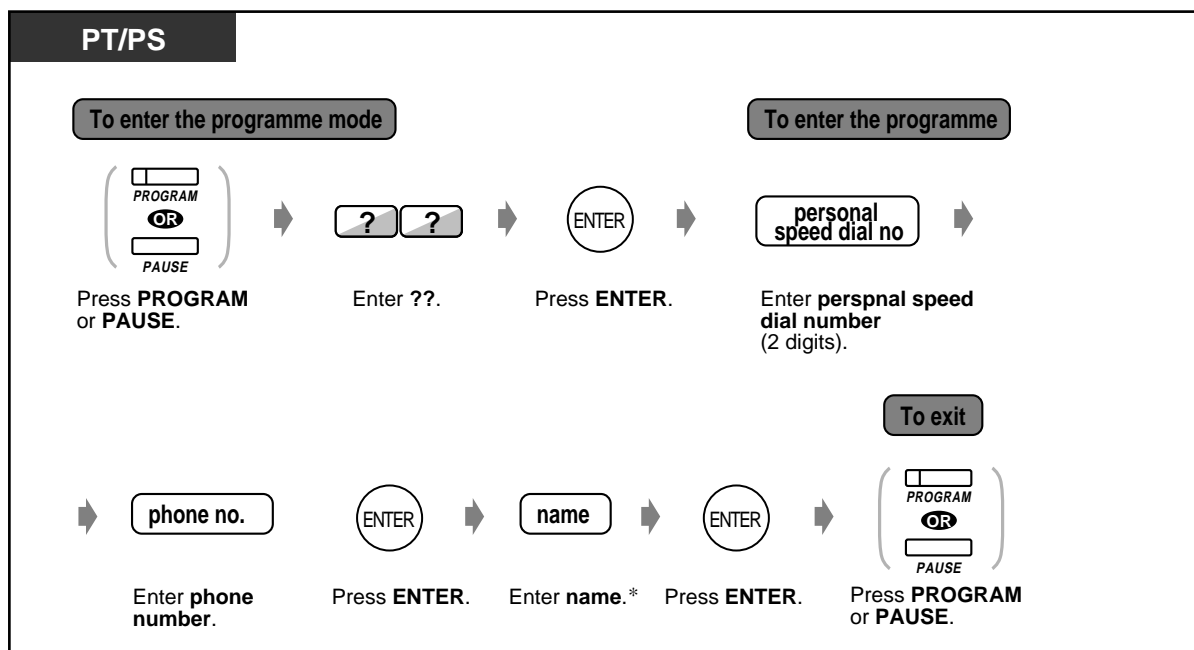 PT/PS
To enter the programme mode
To enter the programme
PROGRAM
OR
PAUSE
? ?
ENTER
personal
speed dial no
Press PROGRAM
or PAUSE.
Enter ??.
Press ENTER.
Enter perspnal speed
dial number
(2 digits).
To exit
phone no.
ENTER
name
ENTER
PROGRAM
OR
PAUSE
Enter phone
number.
Press ENTER.
Enter name.*
Press ENTER.
Press PROGRAM
or PAUSE.